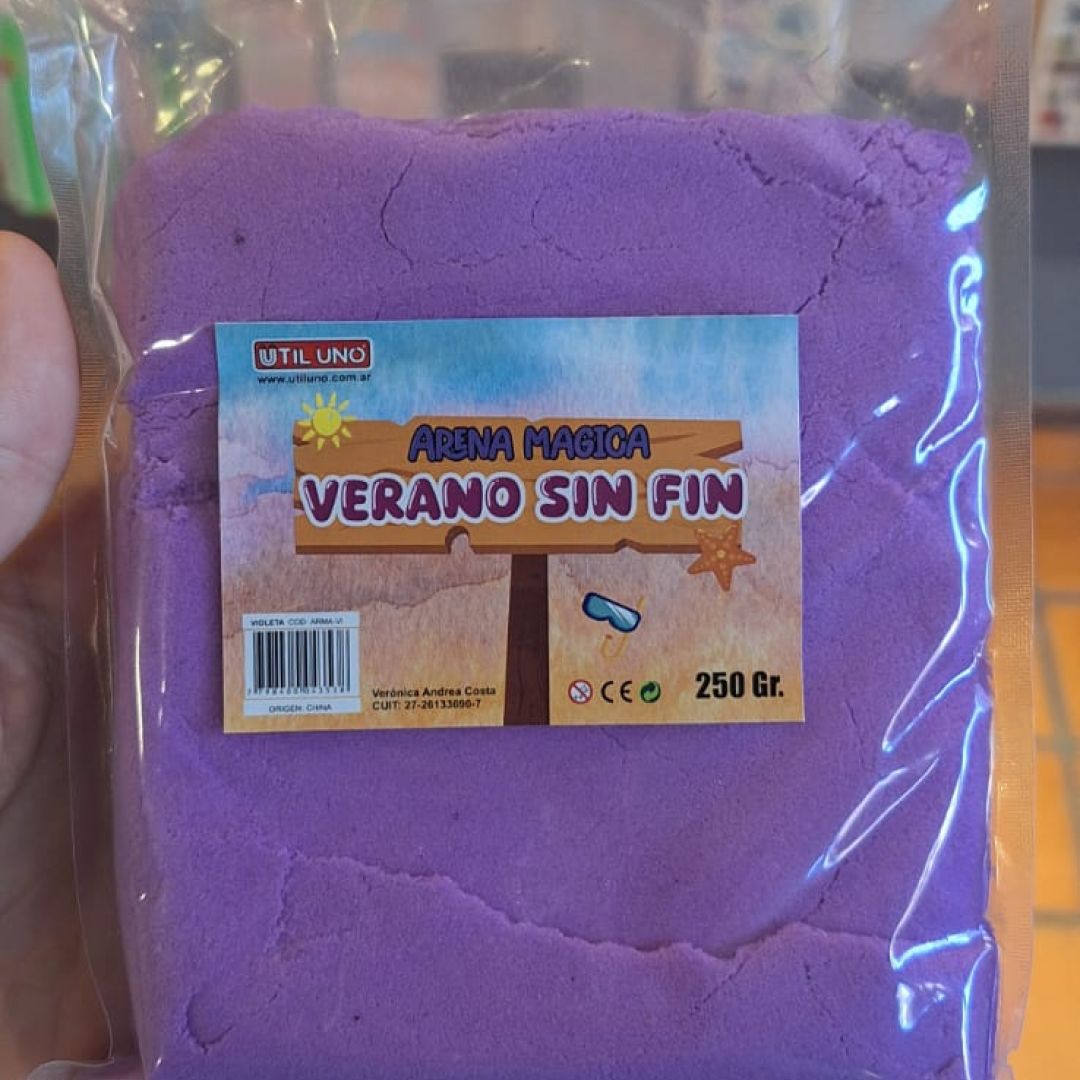 ÚTIL UNO
www.utiluno.com.ar
ARENA MAGICA
VERANO SIN FIN
VIOLETA COD: ARMA-VI
ORIGEN: CHINA
Verónica Andrea Costa
CUIT: 27-26133690-7
CE
250 Gr.